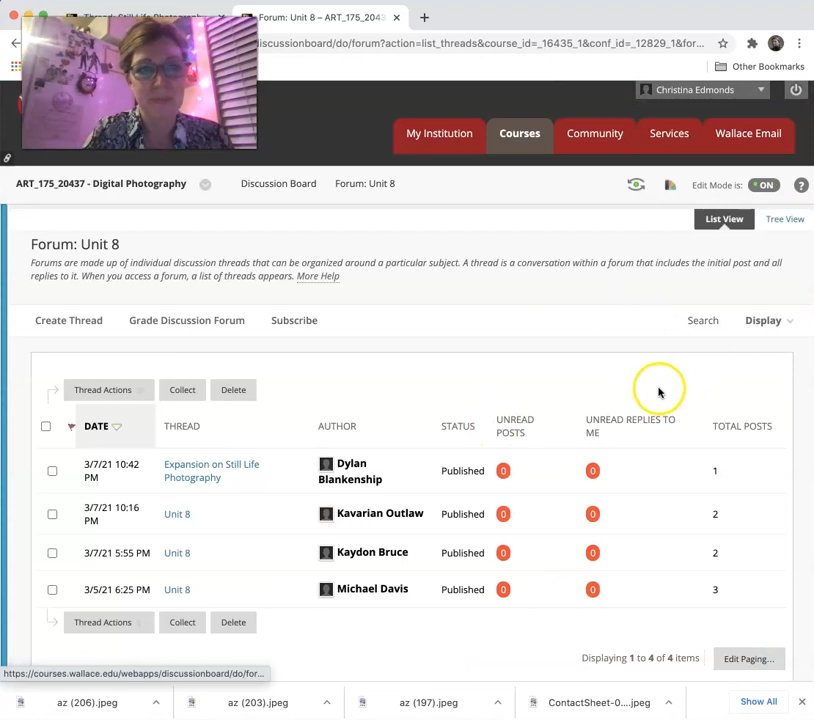 Thread: Still Life Photography
Forum: Unit 8 – ART_175_2043
discussionboard/do/forum?action=list_threads&course_id=_16435_1&conf_id=_12829_1&for...
Other Bookmarks
Christina Edmonds
My Institution Courses Community Services Wallace Email
ART_175_20437 - Digital Photography Discussion Board Forum: Unit 8 Edit Mode is: ON ?
List View Tree View
Forum: Unit 8
Forums are made up of individual discussion threads that can be organized around a particular subject. A thread is a conversation within a forum that includes the initial post and all
replies to it. When you access a forum, a list of threads appears. More Help
Create Thread Grade Discussion Forum Subscribe Search Display
Thread Actions Collect Delete
DATE THREAD AUTHOR STATUS UNREAD POSTS UNREAD REPLIES TO ME TOTAL POSTS
3/7/21 10:42 PM Expansion on Still Life Photography Dylan Blankenship Published 0 0 1
3/7/21 10:16 PM Unit 8 Kavarian Outlaw Published 0 0 2
3/7/21 5:55 PM Unit 8 Kaydon Bruce Published 0 0 2
3/5/21 6:25 PM Unit 8 Michael Davis Published 0 0 3
Thread Actions Collect Delete
Displaying 1 to 4 of 4 items Edit Paging...
https://courses.wallace.edu/webapps/discussionboard/do/for...
az (206).jpeg az (203).jpeg az (197).jpeg ContactSheet-0....jpeg Show All